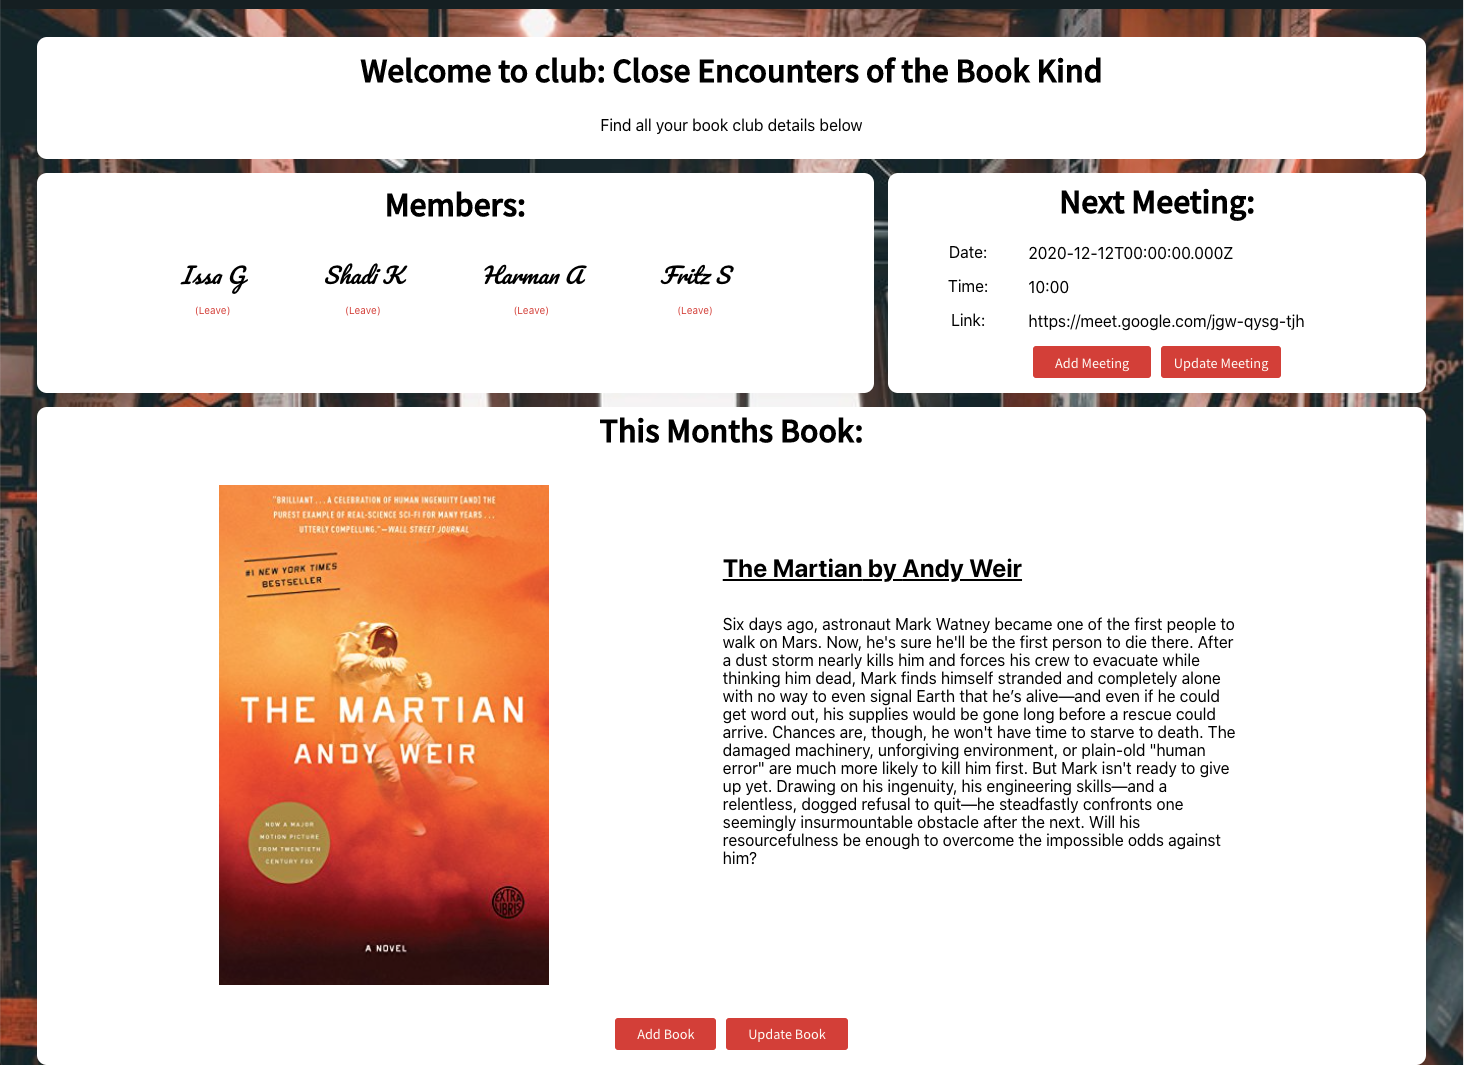 Welcome to club: Close Encounters of the Book Kind
Find all your book club details below
Members:
Issa G
Shadi K
Harman A
Fritz S
(Leave)
(Leave)
(Leave)
(Leave)
Next Meeting:
Date: 2020-12-12T00:00:00.000Z
Time: 10:00
Link: https://meet.google.com/jgw-qysg-tjh
Add Meeting
Update Meeting
This Months Book:
"BRILLIANT . . . A CELEBRATION OF HUMAN INGENUITY [AND] THE
PUREST EXAMPLE OF REAL-SCIENCE SCI-FI FOR MANY YEARS . . .
UTTERLY COMPELLING."—WALL STREET JOURNAL
#1 NEW YORK TIMES
BESTSELLER
THE MARTIAN
ANDY WEIR
NOW A MAJOR
MOTION PICTURE
FROM TWENTIETH
CENTURY FOX
EXTRA
LIBRIS
A NOVEL
The Martian by Andy Weir
Six days ago, astronaut Mark Watney became one of the first people to
walk on Mars. Now, he's sure he'll be the first person to die there. After
a dust storm nearly kills him and forces his crew to evacuate while
thinking him dead, Mark finds himself stranded and completely alone
with no way to even signal Earth that he’s alive—and even if he could
get word out, his supplies would be gone long before a rescue could
arrive. Chances are, though, he won't have time to starve to death. The
damaged machinery, unforgiving environment, or plain-old "human
error" are much more likely to kill him first. But Mark isn't ready to give
up yet. Drawing on his ingenuity, his engineering skills—and a
relentless, dogged refusal to quit—he steadfastly confronts one
seemingly insurmountable obstacle after the next. Will his
resourcefulness be enough to overcome the impossible odds against
him?
Add Book
Update Book